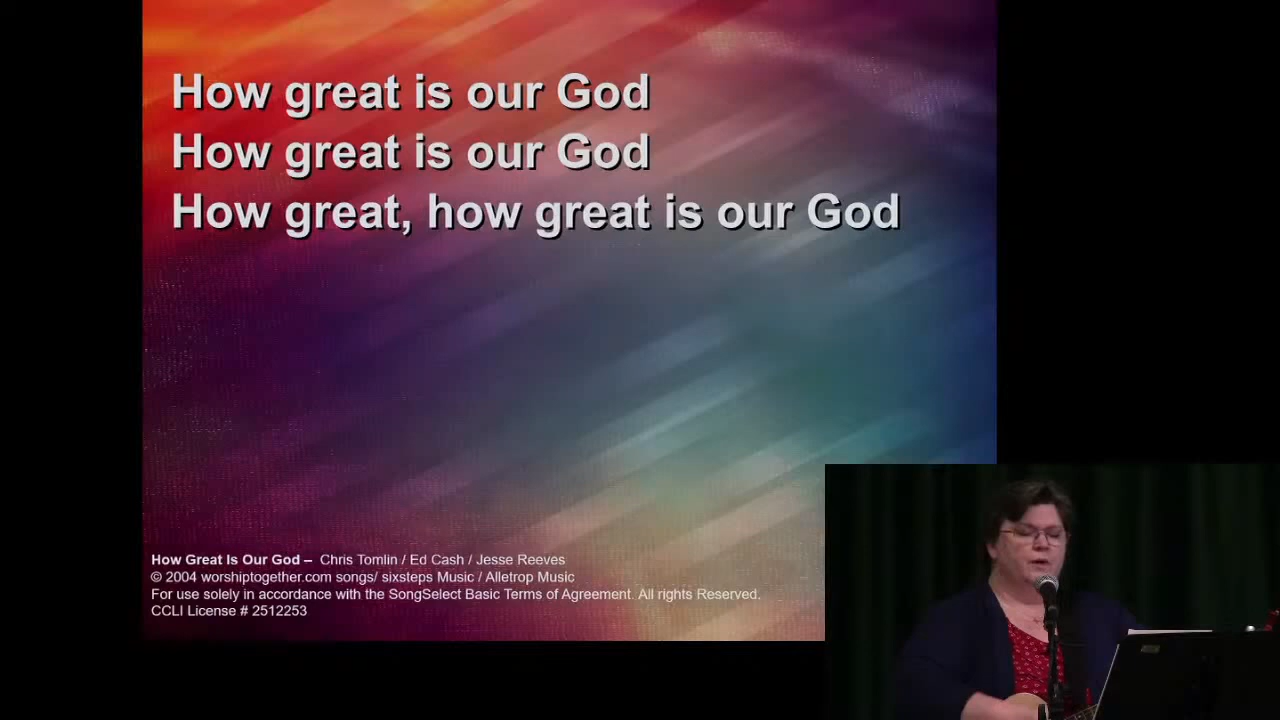 How great is our God
How great is our God
How great, how great is our God
How Great Is Our God – Chris Tomlin / Ed Cash / Jesse Reeves
© 2004 worshiptogether.com songs/ sixsteps Music / Alletrop Music
For use solely in accordance with the SongSelect Basic Terms of Agreement. All rights Reserved.
CCLI License # 2512253